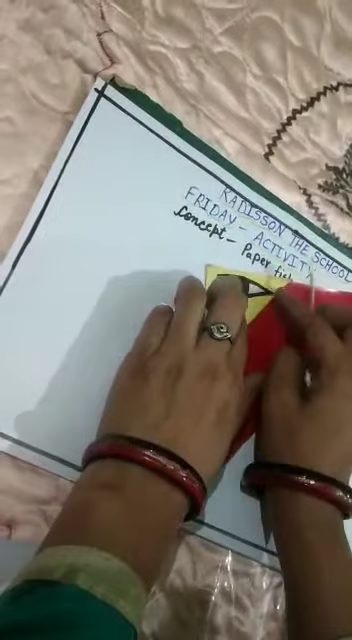 RADISSON THE SCHOOL
FRIDAY - ACTIVITY
Concept - Paper